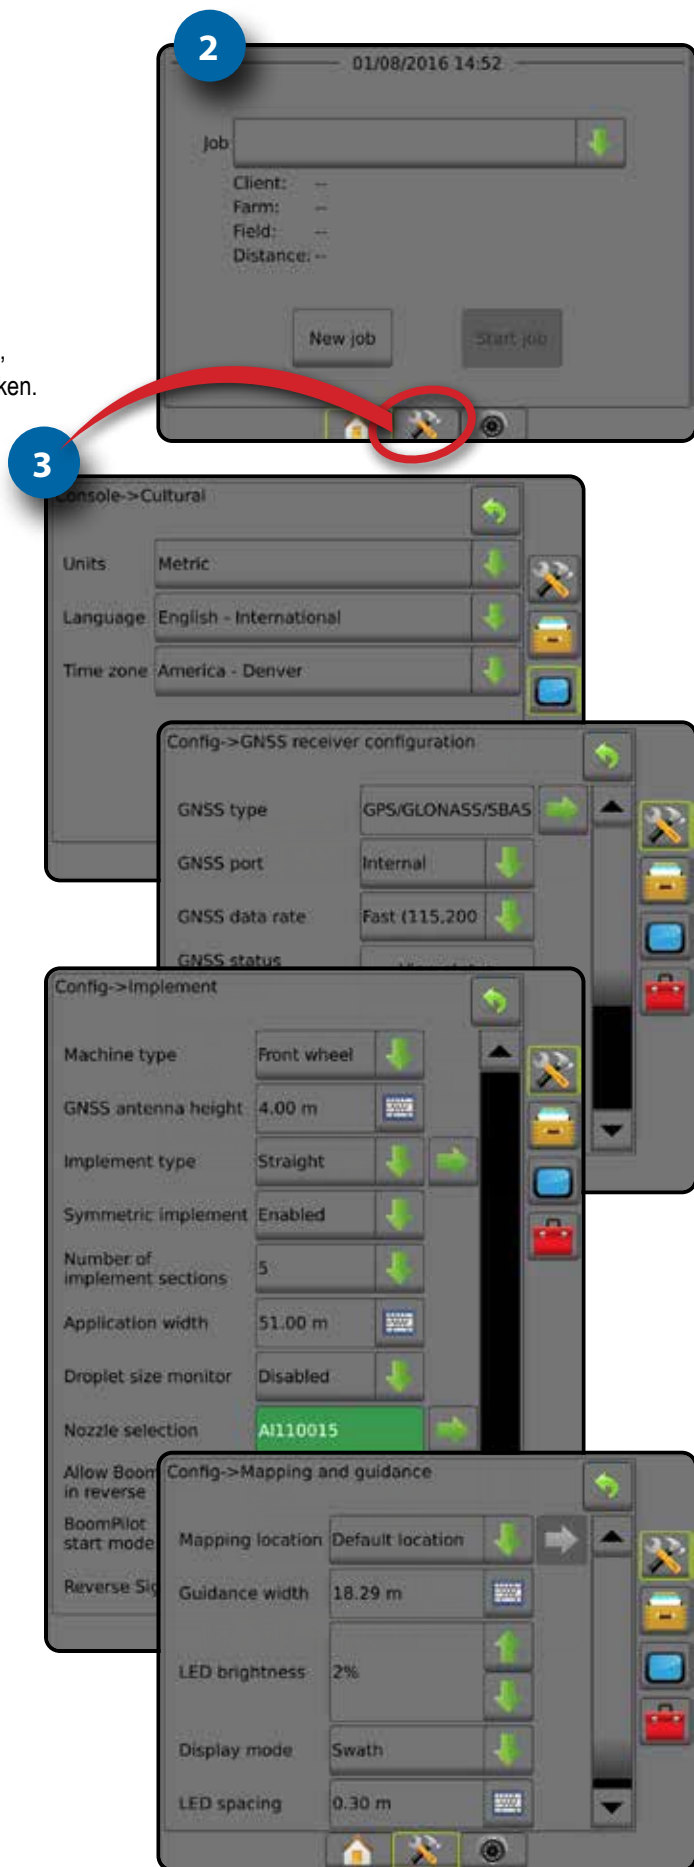 2
01/08/2016 14:52
Job
Client: --
Farm: --
Field: --
Distance: --
New job
Start job
,
ken.
3
Console->Cultural
Units Metric
Language English - International
Time zone America - Denver
Config->GNSS receiver configuration
GNSS type GPS/GLONASS/SBAS
GNSS port Internal
GNSS data rate Fast (115,200
GNSS status
Config->Implement
Machine type Front wheel
GNSS antenna height 4.00 m
Implement type Straight
Symmetric implement Enabled
Number of
implement sections 5
Application width 51.00 m
Droplet size monitor Disabled
Nozzle selection AI110015
Allow Boom
in reverse
BoomPilot
start mode
Reverse Sig
Config->Mapping and guidance
Mapping location Default location
Guidance width 18.29 m
LED brightness 2%
Display mode Swath
LED spacing 0.30 m